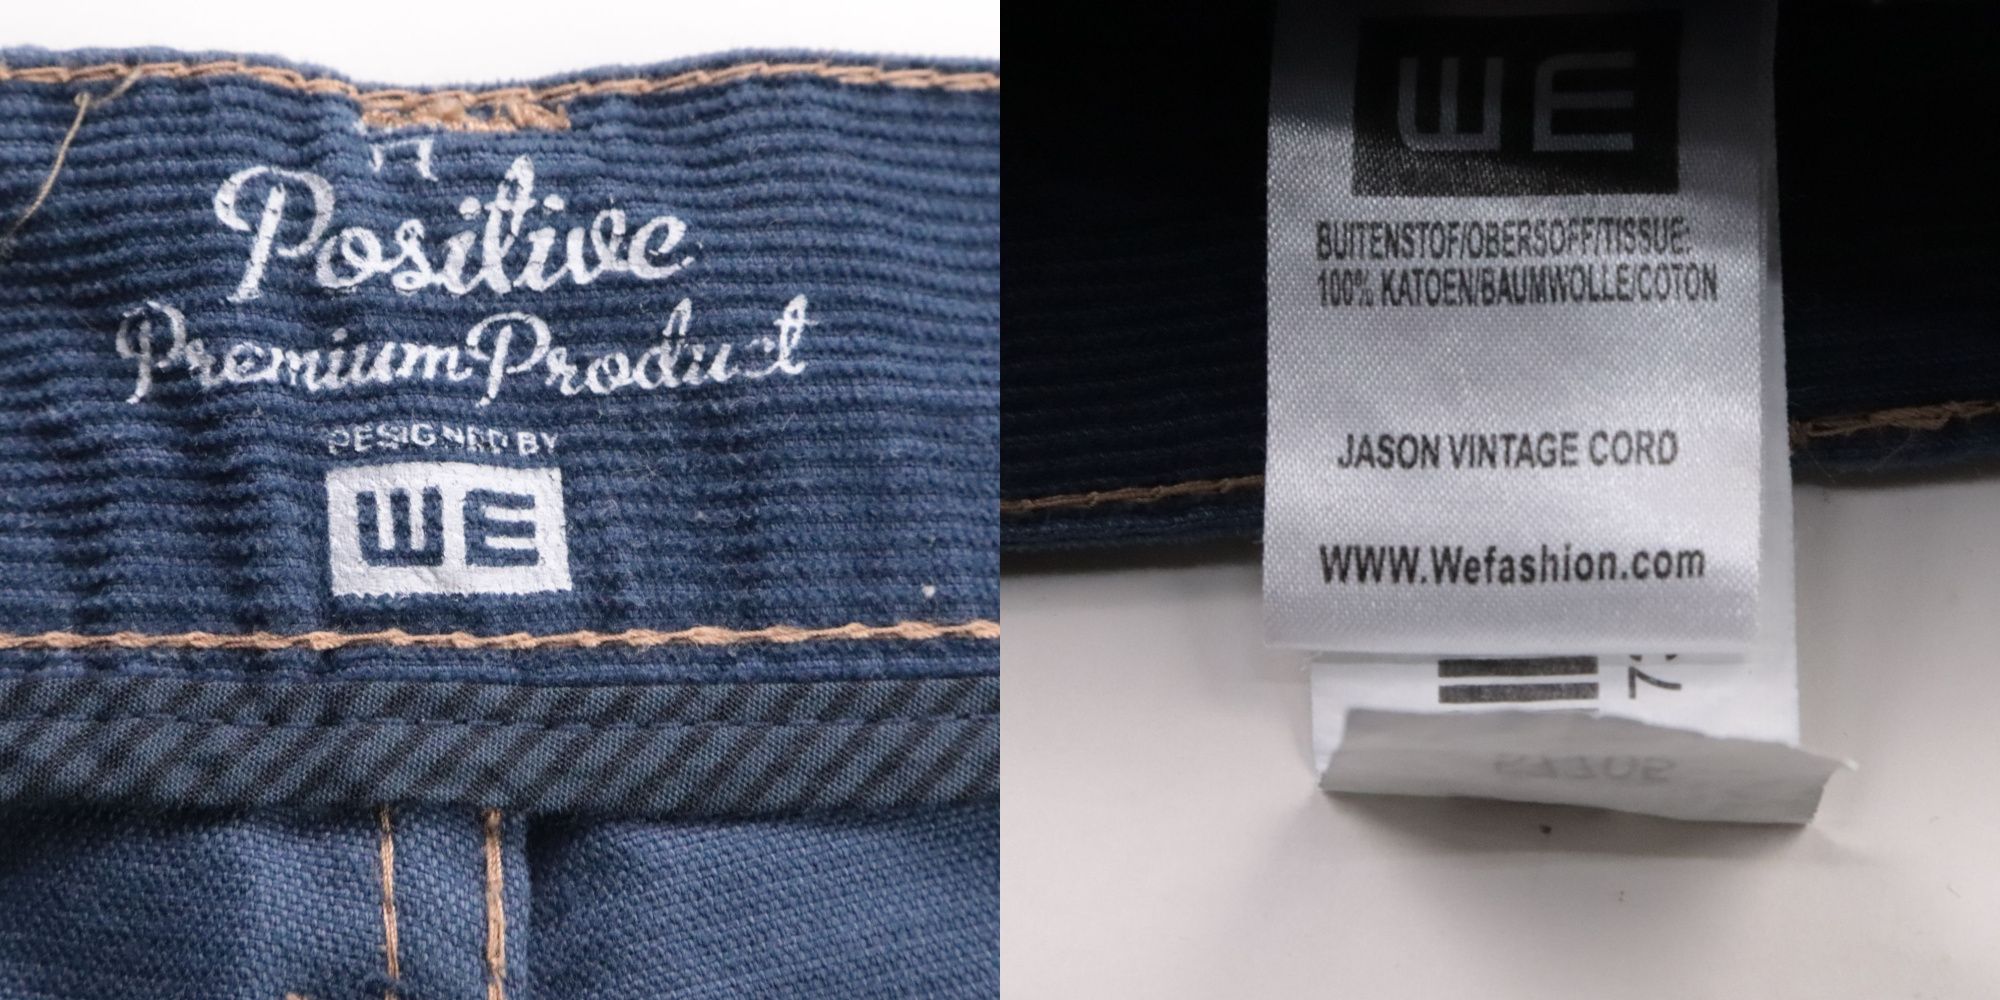 Positive
Premium Product
DESIGNED BY
WE
WE
BUITENSTOF/OBERSOFF/TISSUE:
100% KATOEN/BAUMWOLLE/COTON
JASON VINTAGE CORD
WWW.Wefashion.com